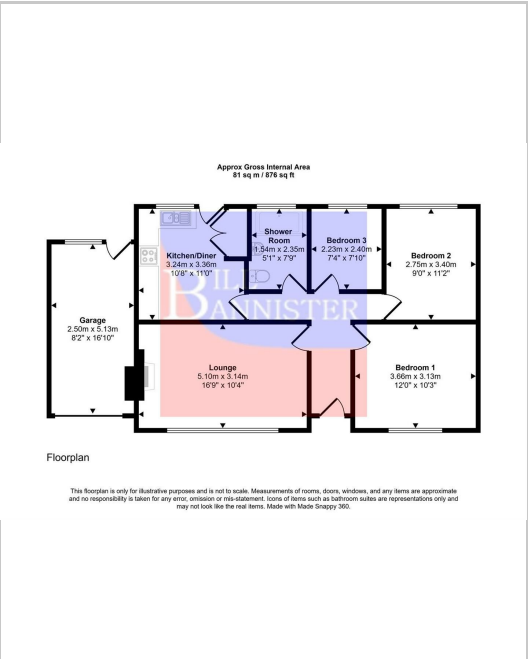 Approx Gross Internal Area
81 sq m / 876 sq ft
Kitchen/Diner
3.24m x 3.36m
10'8" x 11'0"
Shower
Room
1.54m x 2.35m
5'1" x 7'9"
Bedroom 3
2.23m x 2.40m
7'4" x 7'10"
Bedroom 2
2.75m x 3.40m
9'0" x 11'2"
BILL
BANNISTER
Garage
2.50m x 5.13m
8'2" x 16'10"
Lounge
5.10m x 3.14m
16'9" x 10'4"
Bedroom 1
3.66m x 3.13m
12'0" x 10'3"
Floorplan
This floorplan is only for illustrative purposes and is not to scale. Measurements of rooms, doors, windows, and any items are approximate
and no responsibility is taken for any error, omission or mis-statement. Icons of items such as bathroom suites are representations only and
may not look like the real items. Made with Made Snappy 360.